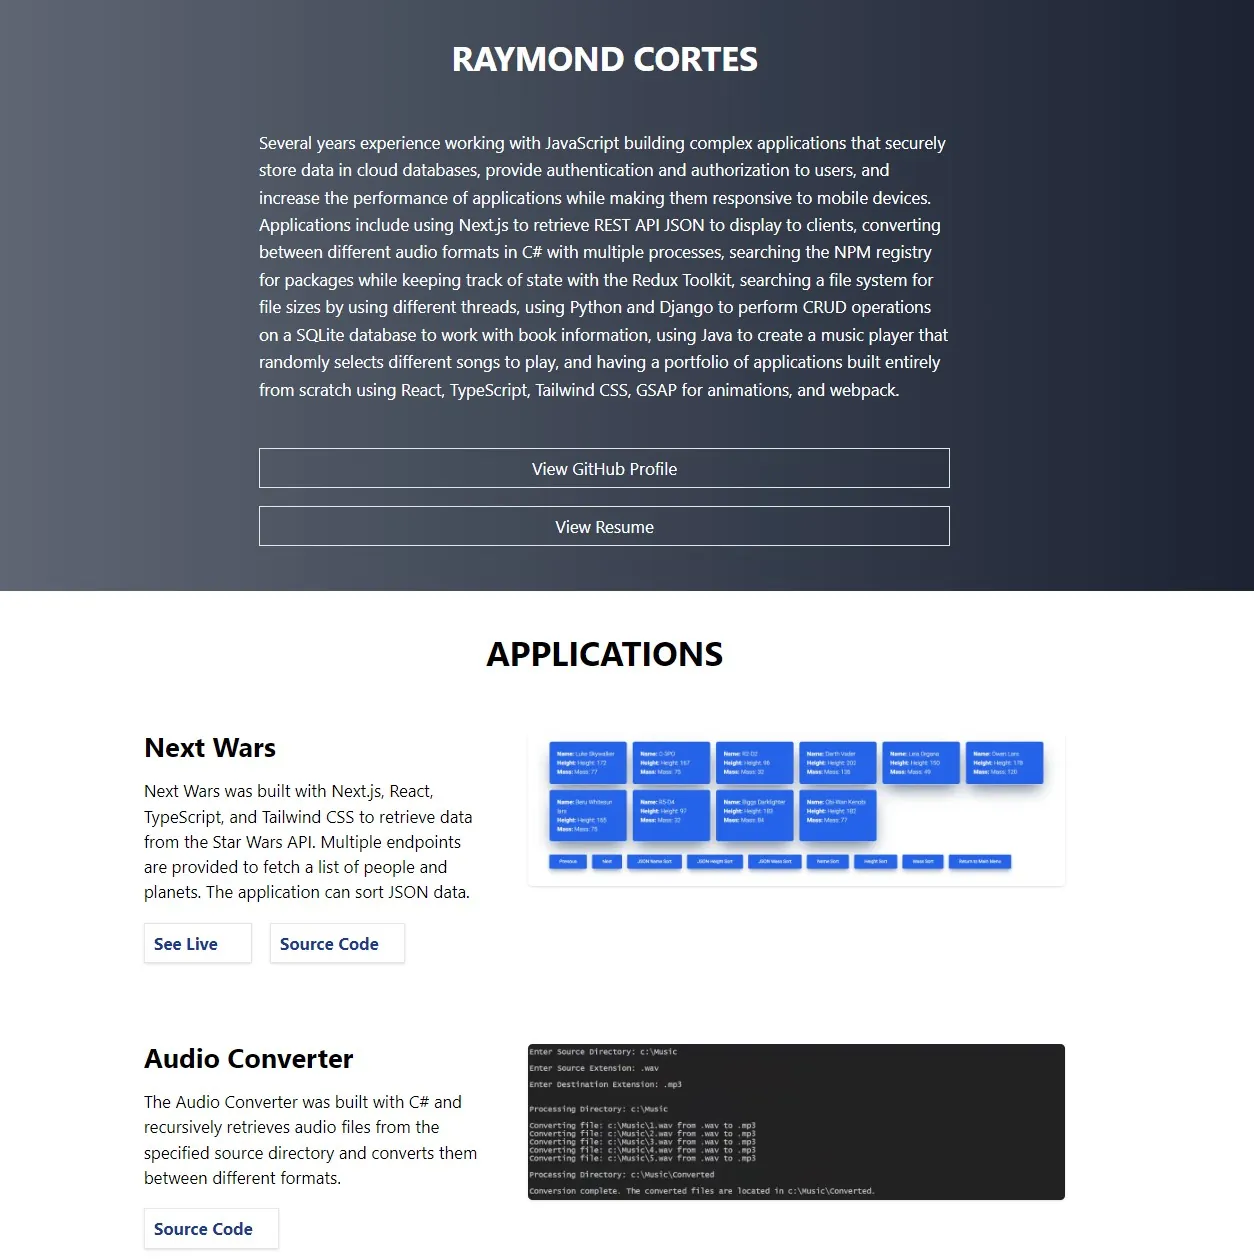 RAYMOND CORTES
Several years experience working with JavaScript building complex applications that securely
store data in cloud databases, provide authentication and authorization to users, and
increase the performance of applications while making them responsive to mobile devices.
Applications include using Next.js to retrieve REST API JSON to display to clients, converting
between different audio formats in C# with multiple processes, searching the NPM registry
for packages while keeping track of state with the Redux Toolkit, searching a file system for
file sizes by using different threads, using Python and Django to perform CRUD operations
on a SQLite database to work with book information, using Java to create a music player that
randomly selects different songs to play, and having a portfolio of applications built entirely
from scratch using React, TypeScript, Tailwind CSS, GSAP for animations, and webpack.
View GitHub Profile
View Resume
APPLICATIONS
Next Wars
Next Wars was built with Next.js, React,
TypeScript, and Tailwind CSS to retrieve data
from the Star Wars API. Multiple endpoints
are provided to fetch a list of people and
planets. The application can sort JSON data.
See Live
Source Code
Name: Luke Skywalker
Height: Height: 172
Mass: Mass: 77
Name: C-3PO
Height: Height: 167
Mass: Mass: 75
Name: R2-D2
Height: Height: 96
Mass: Mass: 32
Name: Darth Vader
Height: Height: 202
Mass: Mass: 136
Name: Leia Organa
Height: Height: 150
Mass: Mass: 49
Name: Owen Lars
Height: Height: 178
Mass: Mass: 120
Name: Beru Whitesun
lars
Height: Height: 165
Mass: Mass: 75
Name: R5-D4
Height: Height: 97
Mass: Mass: 32
Name: Biggs Darklighter
Height: Height: 183
Mass: Mass: 84
Name: Obi-Wan Kenobi
Height: Height: 182
Mass: Mass: 77
Previous
Next
JSON Name Sort
JSON Height Sort
JSON Mass Sort
Name Sort
Height Sort
Mass Sort
Return to Main Menu
Audio Converter
The Audio Converter was built with C# and
recursively retrieves audio files from the
specified source directory and converts them
between different formats.
Source Code
Enter Source Directory: c:\Music
Enter Source Extension: .wav
Enter Destination Extension: .mp3
Processing Directory: c:\Music
Converting file: c:\Music\1.wav from .wav to .mp3
Converting file: c:\Music\2.wav from .wav to .mp3
Converting file: c:\Music\3.wav from .wav to .mp3
Converting file: c:\Music\4.wav from .wav to .mp3
Converting file: c:\Music\5.wav from .wav to .mp3
Processing Directory: c:\Music\Converted
Conversion complete. The converted files are located in c:\Music\Converted.